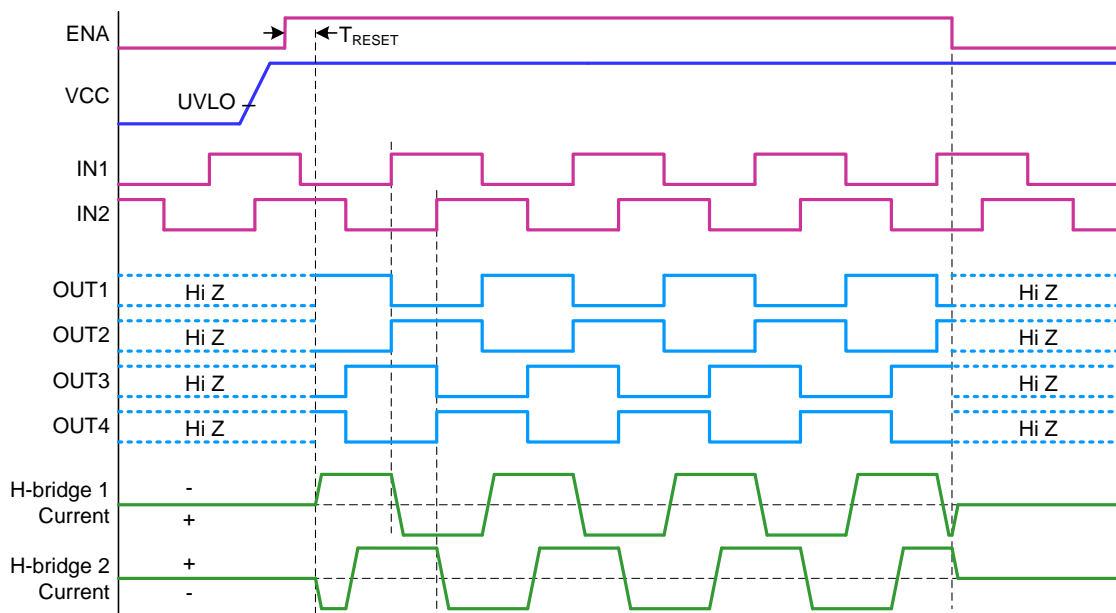 ENA
T_RESET
VCC
UVLO
IN1
IN2
OUT1
Hi Z
Hi Z
OUT2
Hi Z
Hi Z
OUT3
Hi Z
Hi Z
OUT4
Hi Z
Hi Z
H-bridge 1
Current
-
+
H-bridge 2
Current
+
-